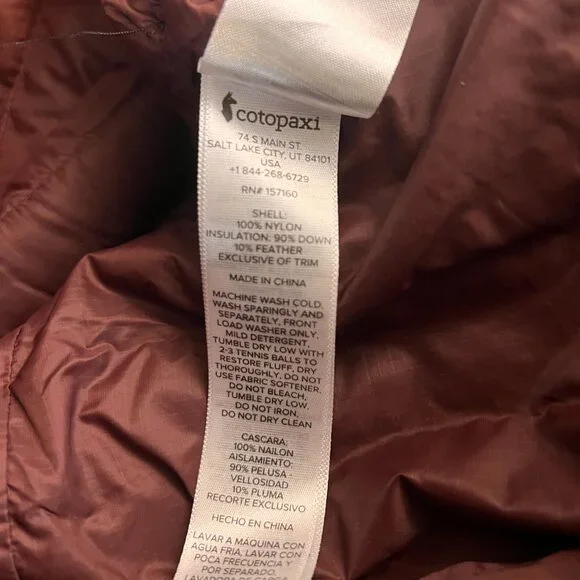 cotopaxi
74 S MAIN ST.
SALT LAKE CITY, UT 84101
USA
+1 844-268-6729
RN# 157160
SHELL:
100% NYLON
INSULATION: 90% DOWN
10% FEATHER
EXCLUSIVE OF TRIM
MADE IN CHINA
MACHINE WASH COLD.
WASH SPARINGLY AND
SEPARATELY, FRONT
LOAD WASHER ONLY.
MILD DETERGENT.
TUMBLE DRY LOW WITH
2-3 TENNIS BALLS TO
RESTORE FLUFF, DRY
THOROUGHLY. DO NOT
USE FABRIC SOFTENER.
DO NOT BLEACH,
TUMBLE DRY LOW.
DO NOT IRON,
DO NOT DRY CLEAN
CASCARA:
100% NAILON
AISLAMIENTO:
90% PELUSA -
VELLOSIDAD
10% PLUMA
RECORTE EXCLUSIVO
HECHO EN CHINA
LAVAR A MÁQUINA CON
AGUA FRIA, LAVAR CON
POCA FRECUENCIA Y
POR SEPARADO.
LAVADORA DE CARGA